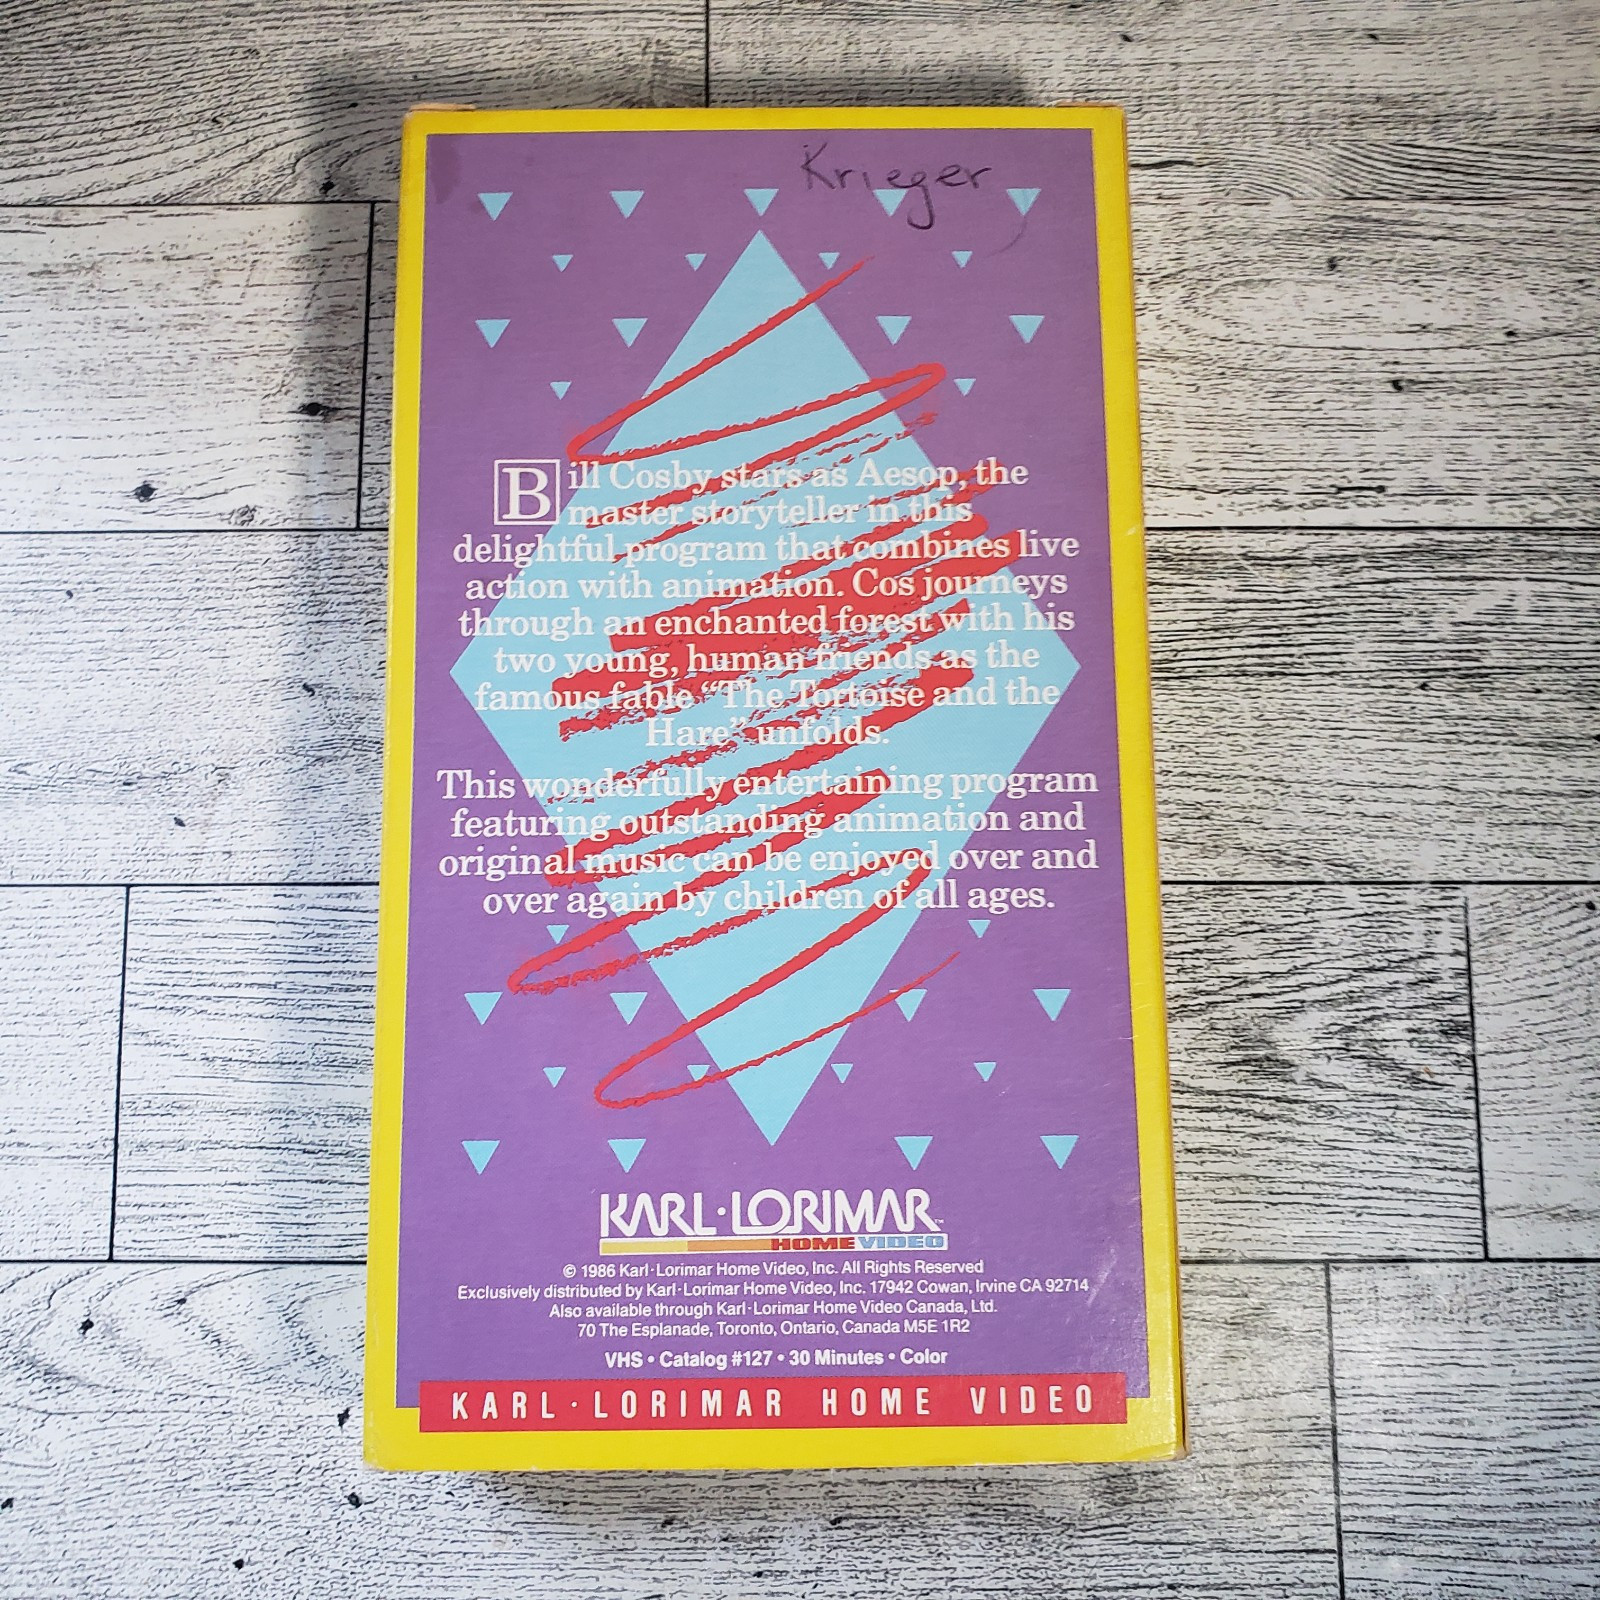 Krieger
Bill Cosby stars as Aesop, the
master storyteller in this
delightful program that combines live
action with animation. Cos journeys
through an enchanted forest with his
two young, human friends as the
famous fable “The Tortoise and the
Hare” unfolds.
This wonderfully entertaining program
featuring outstanding animation and
original music can be enjoyed over and
over again by children of all ages.
KARL·LORIMAR™
HOME VIDEO
© 1986 Karl·Lorimar Home Video, Inc. All Rights Reserved
Exclusively distributed by Karl·Lorimar Home Video, Inc. 17942 Cowan, Irvine CA 92714
Also available through Karl·Lorimar Home Video Canada, Ltd.
70 The Esplanade, Toronto, Ontario, Canada M5E 1R2
VHS • Catalog #127 • 30 Minutes • Color
KARL·LORIMAR HOME VIDEO